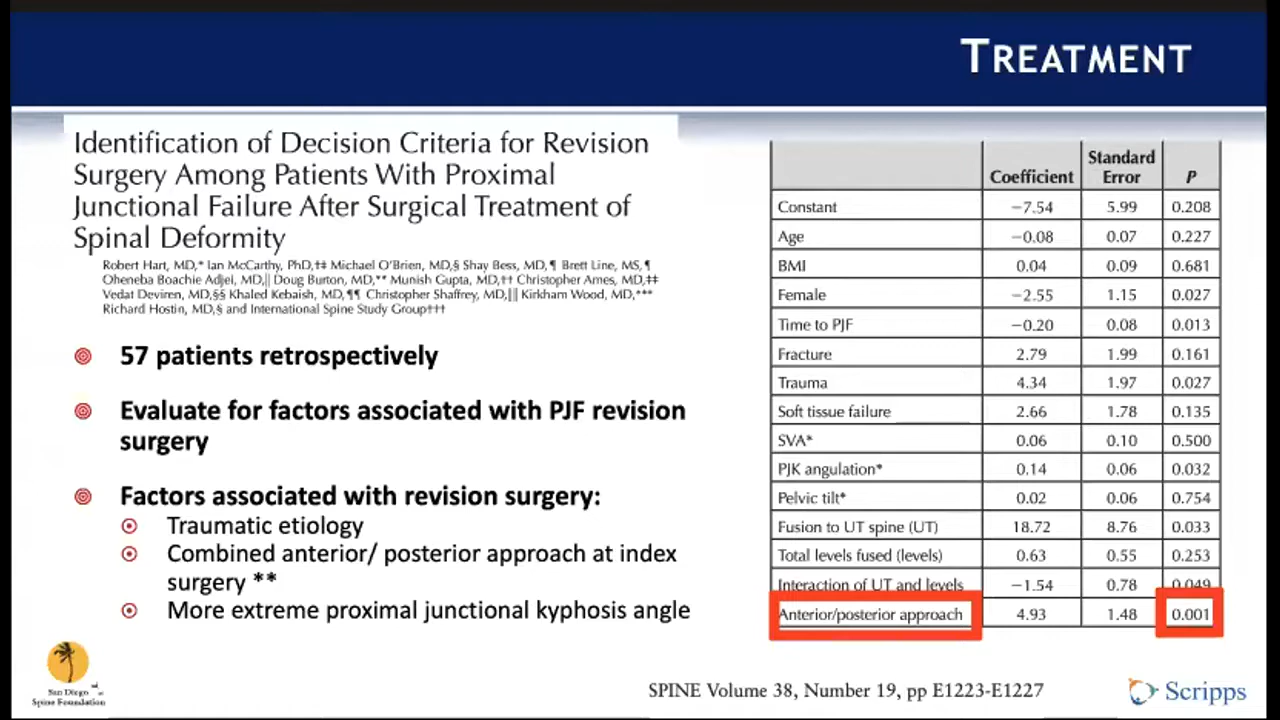 TREATMENT
Identification of Decision Criteria for Revision
Surgery Among Patients With Proximal
Junctional Failure After Surgical Treatment of
Spinal Deformity
Robert Hart, MD,* Ian McCarthy, PhD,†‡ Michael O'Brien, MD,§ Shay Bess, MD,¶ Brett Line, MS,¶
Oheneba Boachie Adjei, MD,|| Doug Burton, MD,** Munish Gupta, MD,†† Christopher Ames, MD,‡‡
Vedat Deviren, MD,§§ Khaled Kebaish, MD,¶¶ Christopher Shaffrey, MD,|||| Kirkham Wood, MD,***
Richard Hostin, MD,§ and International Spine Study Group†††
57 patients retrospectively
Evaluate for factors associated with PJF revision
surgery
Factors associated with revision surgery:
Traumatic etiology
Combined anterior/ posterior approach at index
surgery **
More extreme proximal junctional kyphosis angle
Coefficient Standard Error P
Constant −7.54 5.99 0.208
Age −0.08 0.07 0.227
BMI 0.04 0.09 0.681
Female −2.55 1.15 0.027
Time to PJF −0.20 0.08 0.013
Fracture 2.79 1.99 0.161
Trauma 4.34 1.97 0.027
Soft tissue failure 2.66 1.78 0.135
SVA* 0.06 0.10 0.500
PJK angulation* 0.14 0.06 0.032
Pelvic tilt* 0.02 0.06 0.754
Fusion to UT spine (UT) 18.72 8.76 0.033
Total levels fused (levels) 0.63 0.55 0.253
Interaction of UT and levels −1.54 0.78 0.049
Anterior/posterior approach 4.93 1.48 0.001
San Diego
Spine Foundation
SPINE Volume 38, Number 19, pp E1223-E1227
Scripps